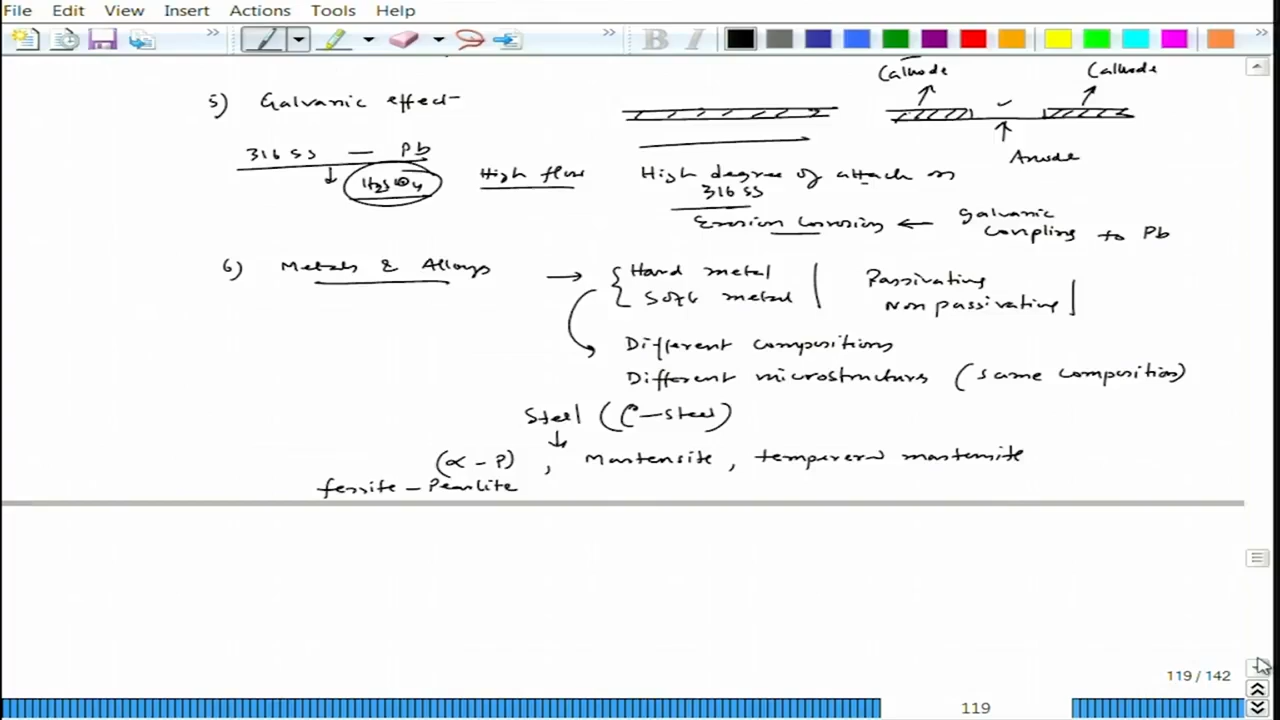 File Edit View Insert Actions Tools Help
Cathode Cathode
5) Galvanic effect
Anode
316 SS — Pb
H2SO4
High flow
High degree of attack on
316 SS
Erosion Corrosion ← Galvanic
coupling to Pb
6) Metals & Alloys → { Hard metal
Soft metal
Passivating
Non passivating
Different compositions
Different microstructure (same composition)
Steel (C-steel)
(α - P) , Martensite , tempered martensite
ferrite - Pearlite
119 / 142
119